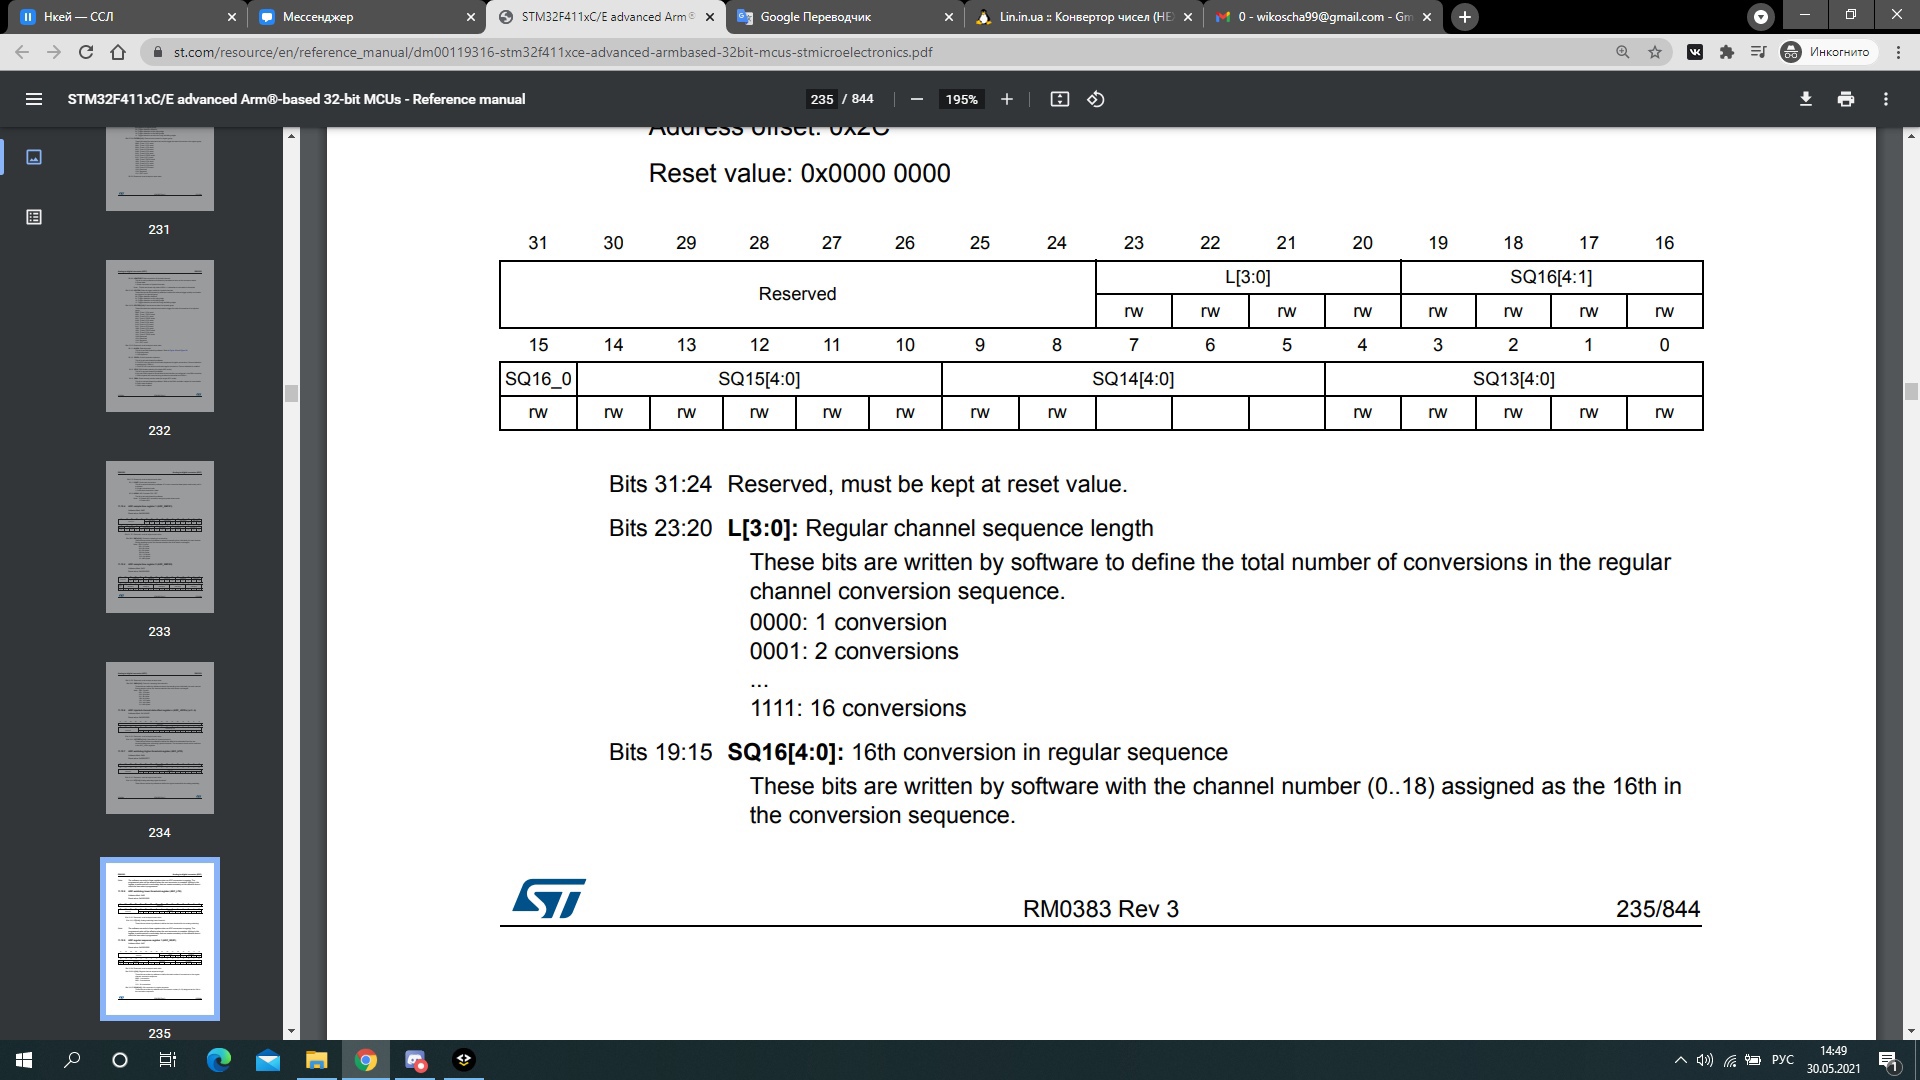 Нкей — ССЛ
Мессенджер
STM32F411xC/E advanced Arm®
Google Переводчик
Lin.in.ua :: Конвертор чисел (HE
0 - wikoscha99@gmail.com - Gm
st.com/resource/en/reference_manual/dm00119316-stm32f411xce-advanced-armbased-32bit-mcus-stmicroelectronics.pdf
Инкогнито
STM32F411xC/E advanced Arm®-based 32-bit MCUs - Reference manual
235 / 844
195%
231
232
233
234
235
Address offset: 0x2C
Reset value: 0x0000 0000
31 30 29 28 27 26 25 24 23 22 21 20 19 18 17 16
Reserved L[3:0] SQ16[4:1]
rw rw rw rw rw rw rw rw
15 14 13 12 11 10 9 8 7 6 5 4 3 2 1 0
SQ16_0 SQ15[4:0] SQ14[4:0] SQ13[4:0]
rw rw rw rw rw rw rw rw rw rw rw rw rw
Bits 31:24 Reserved, must be kept at reset value.
Bits 23:20 L[3:0]: Regular channel sequence length
These bits are written by software to define the total number of conversions in the regular
channel conversion sequence.
0000: 1 conversion
0001: 2 conversions
...
1111: 16 conversions
Bits 19:15 SQ16[4:0]: 16th conversion in regular sequence
These bits are written by software with the channel number (0..18) assigned as the 16th in
the conversion sequence.
ST
RM0383 Rev 3
235/844
РУС
14:49
30.05.2021
1